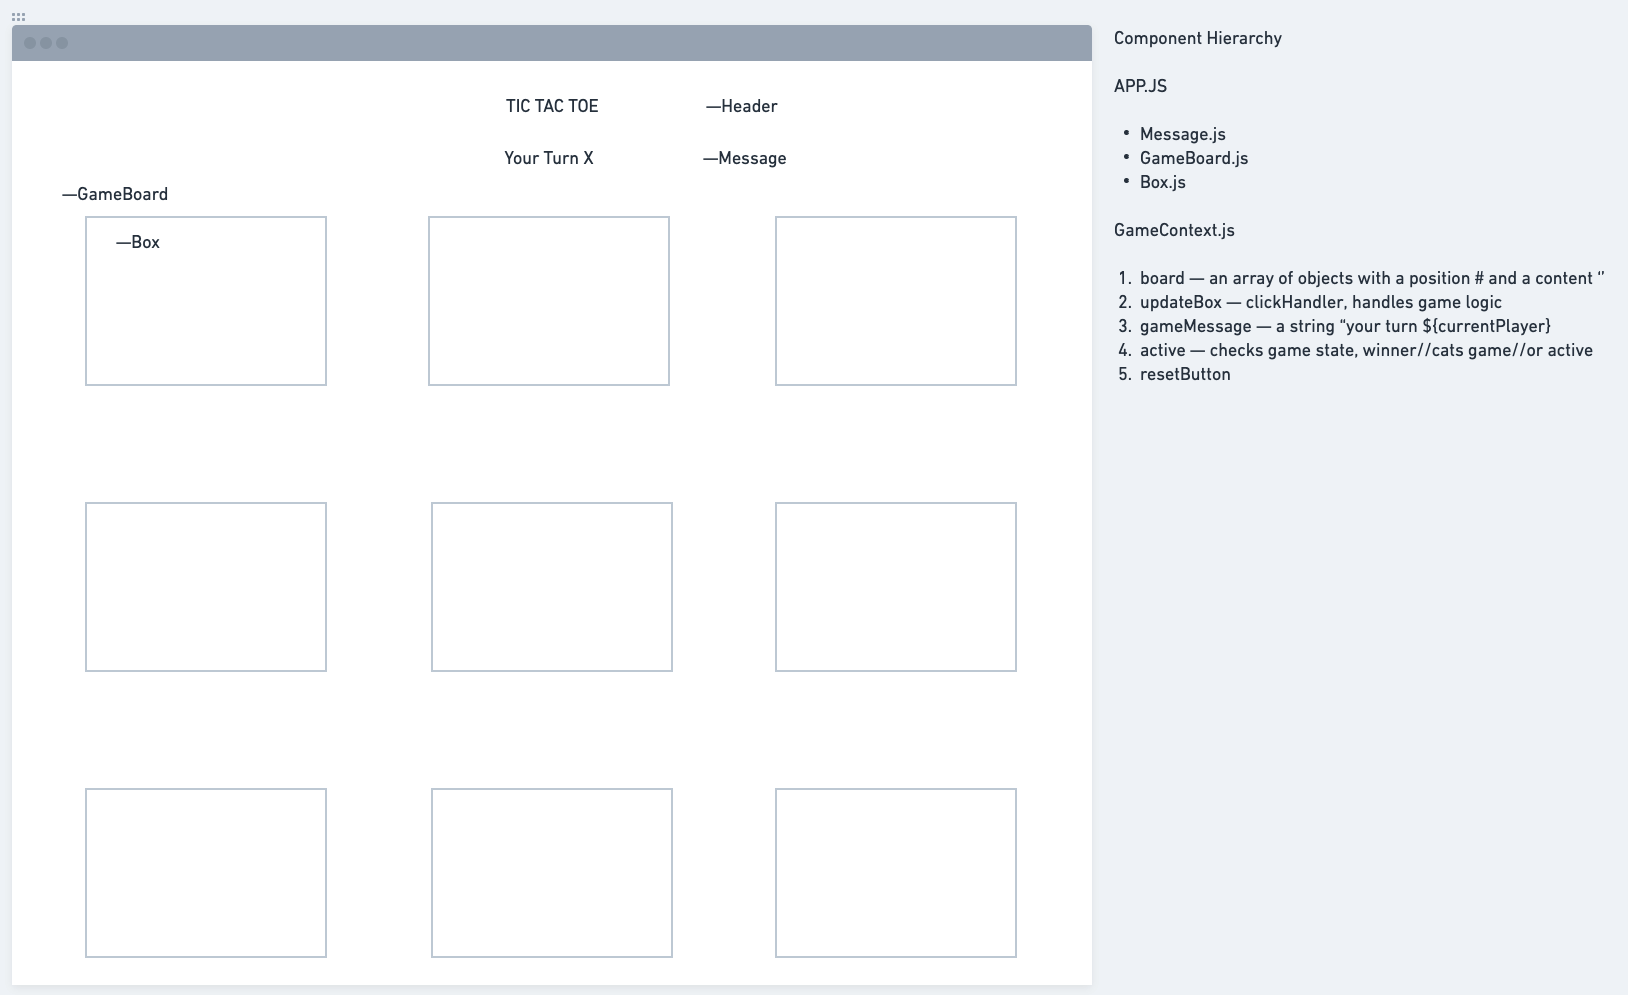 TIC TAC TOE —Header
Your Turn X —Message
—GameBoard
—Box
Component Hierarchy
APP.JS
• Message.js
• GameBoard.js
• Box.js
GameContext.js
1. board — an array of objects with a position # and a content ‘’
2. updateBox — clickHandler, handles game logic
3. gameMessage — a string “your turn ${currentPlayer}
4. active — checks game state, winner//cats game//or active
5. resetButton